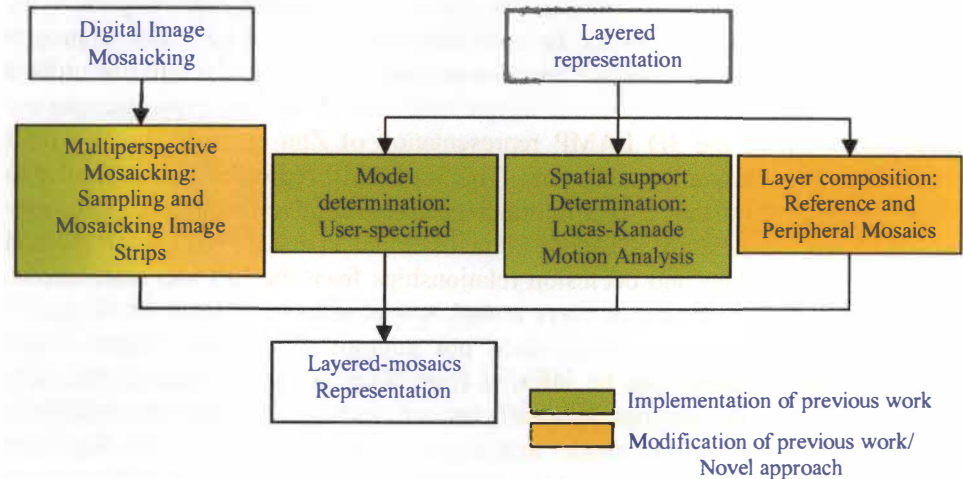 Digital Image
Mosaicking
Layered
representation
Multiperspective
Mosaicking:
Sampling and
Mosaicking Image
Strips
Model
determination:
User-specified
Spatial support
Determination:
Lucas-Kanade
Motion Analysis
Layer composition:
Reference and
Peripheral Mosaics
Layered-mosaics
Representation
Implementation of previous work
Modification of previous work/
Novel approach